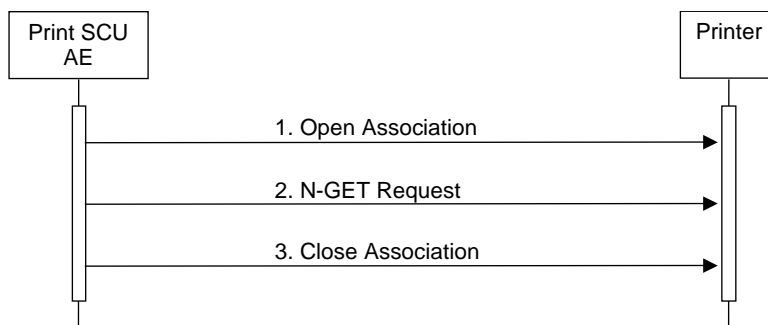 Print SCU
AE
Printer
1. Open Association
2. N-GET Request
3. Close Association